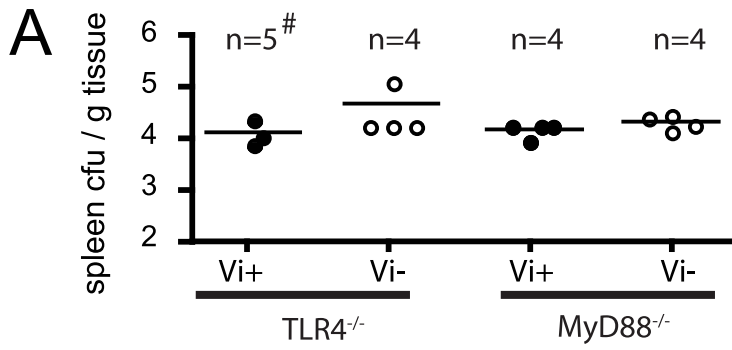 A
spleen cfu / g tissue
6
5
4
3
2
n=5#
n=4
n=4
n=4
Vi+
Vi-
Vi+
Vi-
TLR4-/-
MyD88-/-